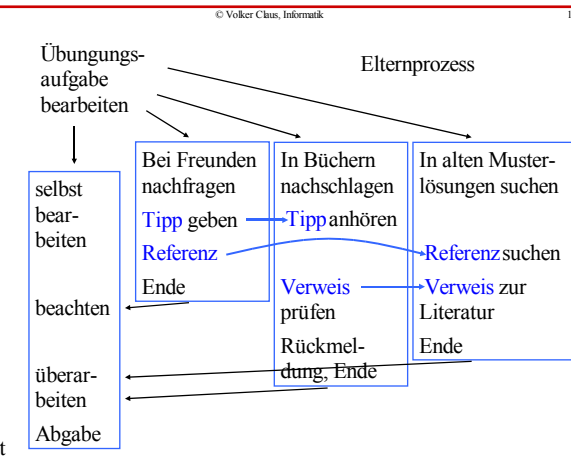 © Volker Claus, Informatik
1
Übungs-
aufgabe
bearbeiten
Elternprozess
selbst
bear-
beiten
beachten
überar-
beiten
Abgabe
Bei Freunden
nachfragen
Tipp geben
Referenz
Ende
In Büchern
nachschlagen
Tipp anhören
Verweis
prüfen
Rückmel-
dung, Ende
In alten Muster-
lösungen suchen
Referenz suchen
Verweis zur
Literatur
Ende
t